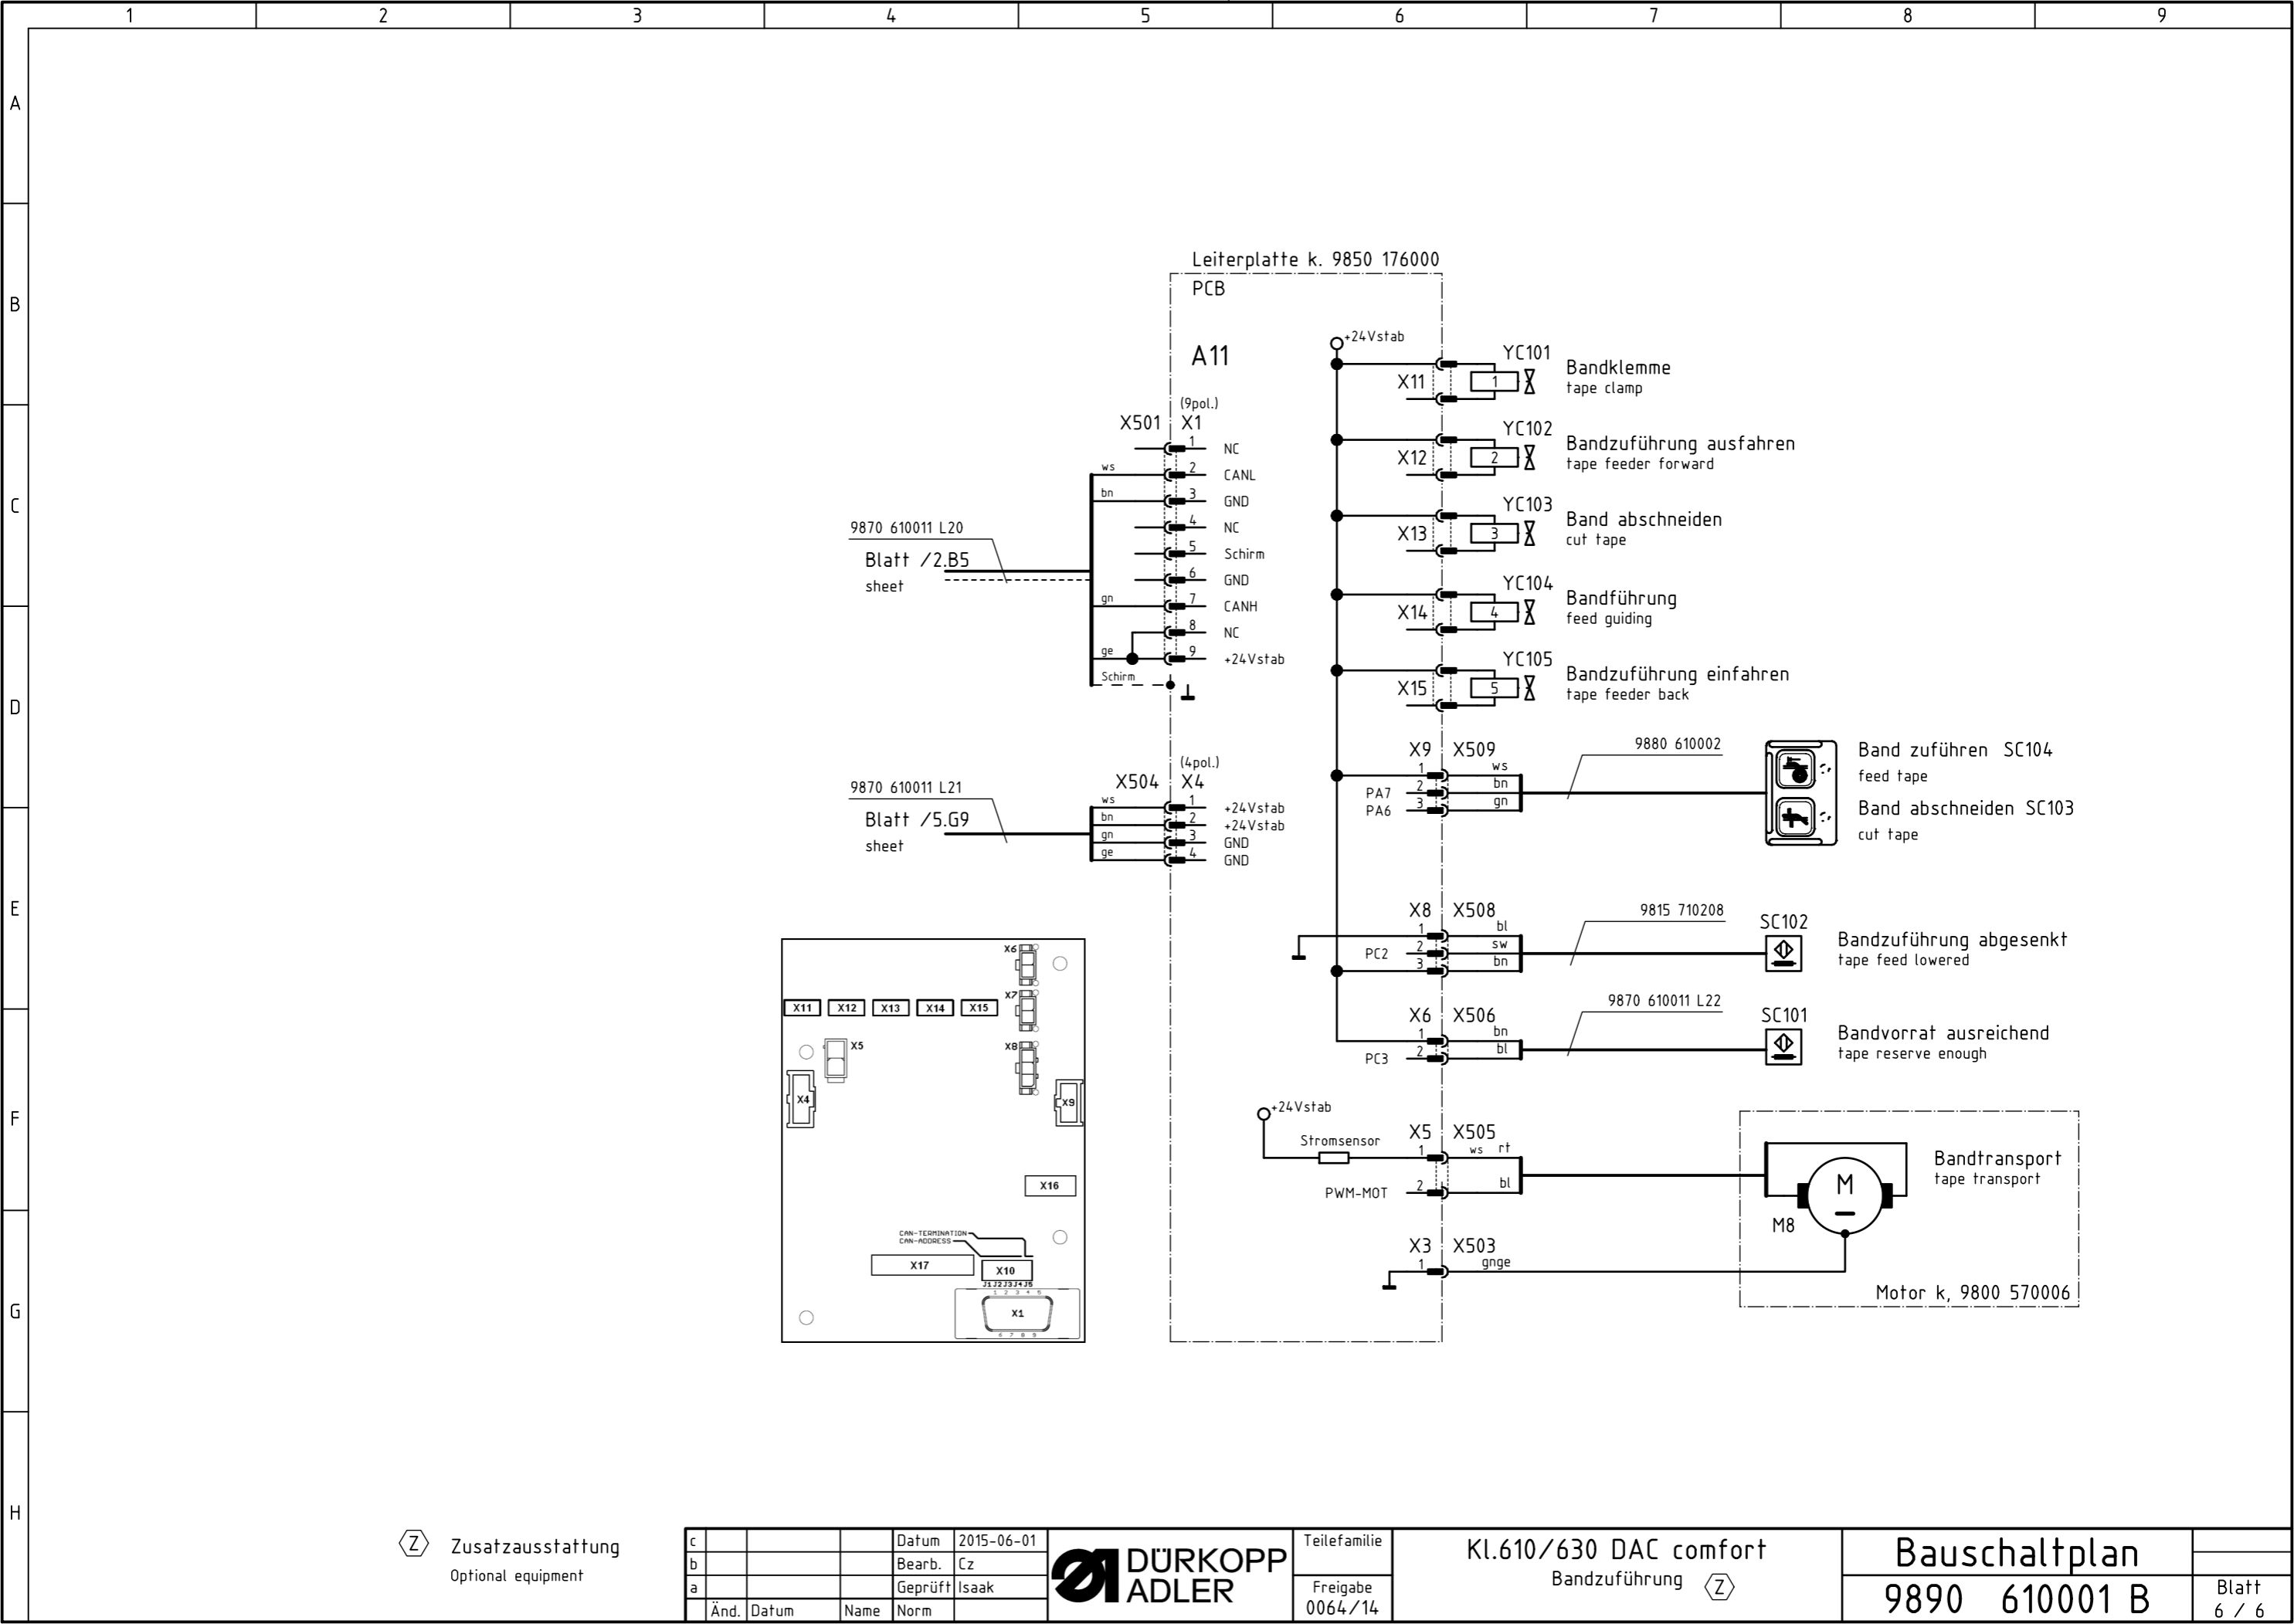 1 2 3 4 5 6 7 8 9
A
B
C
D
E
F
G
H
Leiterplatte k. 9850 176000
PCB
A11
+24Vstab
X11
1
YC101
Bandklemme
tape clamp
X12
2
YC102
Bandzuführung ausfahren
tape feeder forward
X13
3
YC103
Band abschneiden
cut tape
X14
4
YC104
Bandführung
feed guiding
X15
5
YC105
Bandzuführung einfahren
tape feeder back
(9pol.)
X501 X1
1 NC
ws 2 CANL
bn 3 GND
4 NC
5 Schirm
6 GND
gn 7 CANH
8 NC
ge 9 +24Vstab
Schirm
9870 610011 L20
Blatt /2.B5
sheet
(4pol.)
X504 X4
ws 1 +24Vstab
bn 2 +24Vstab
gn 3 GND
ge 4 GND
9870 610011 L21
Blatt /5.G9
sheet
X9 X509
1 ws
PA7 2 bn
PA6 3 gn
9880 610002
Band zuführen SC104
feed tape
Band abschneiden SC103
cut tape
X8 X508
1 bl
PC2 2 sw
3 bn
9815 710208
SC102
Bandzuführung abgesenkt
tape feed lowered
X6 X506
1 bn
PC3 2 bl
9870 610011 L22
SC101
Bandvorrat ausreichend
tape reserve enough
+24Vstab
Stromsensor
X5 X505
1 ws rt
PWM-MOT 2 bl
M
M8
Bandtransport
tape transport
X3 X503
1 gnge
Motor k, 9800 570006
X6
X7
X11 X12 X13 X14 X15
X5
X8
X4
X9
X16
CAN-TERMINATION
CAN-ADDRESS
X17
X10
J1J2J3J4J5
1 2 3 4 5
X1
6 7 8 9
Z Zusatzausstattung
Optional equipment
c Datum 2015-06-01
b Bearb. Cz
a Geprüft Isaak
Änd. Datum Name Norm
DÜRKOPP
ADLER
Teilefamilie
Freigabe
0064/14
Kl.610/630 DAC comfort
Bandzuführung Z
Bauschaltplan
9890 610001 B
Blatt
6 / 6